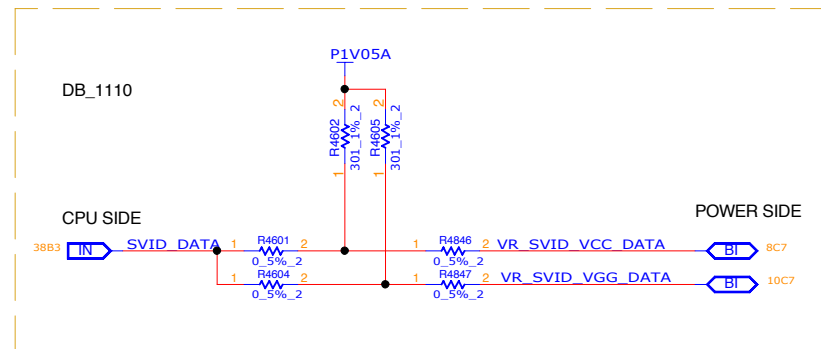 P1V05A
DB_1110
2 2
R4602 301_1%_2 R4605 301_1%_2
1 1
CPU SIDE
POWER SIDE
38B3 IN SVID_DATA 1 R4601 2 1 R4846 2 VR_SVID_VCC_DATA BI 8C7
0_5%_2 0_5%_2
1 R4604 2 1 R4847 2 VR_SVID_VGG_DATA BI 10C7
0_5%_2 0_5%_2